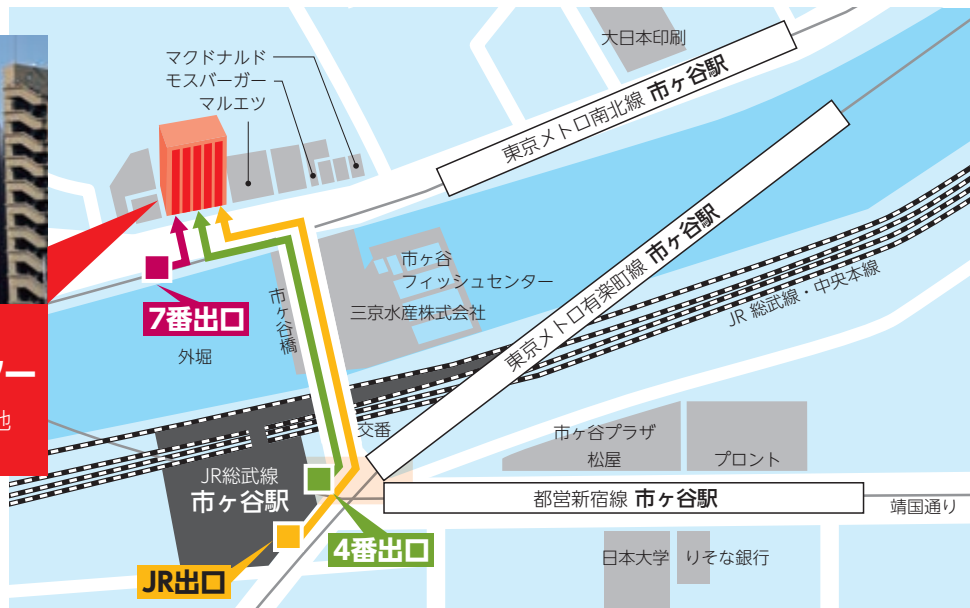 大日本印刷
マクドナルド
モスバーガー
マルエツ
東京メトロ南北線 市ヶ谷駅
東京メトロ有楽町線 市ヶ谷駅
JR 総武線・中央本線
市ヶ谷
フィッシュセンター
三京水産株式会社
市ヶ谷橋
7番出口
外堀
ー
地
交番
JR総武線
市ヶ谷駅
市ヶ谷プラザ
松屋
プロント
都営新宿線 市ヶ谷駅
靖国通り
4番出口
JR出口
日本大学
りそな銀行